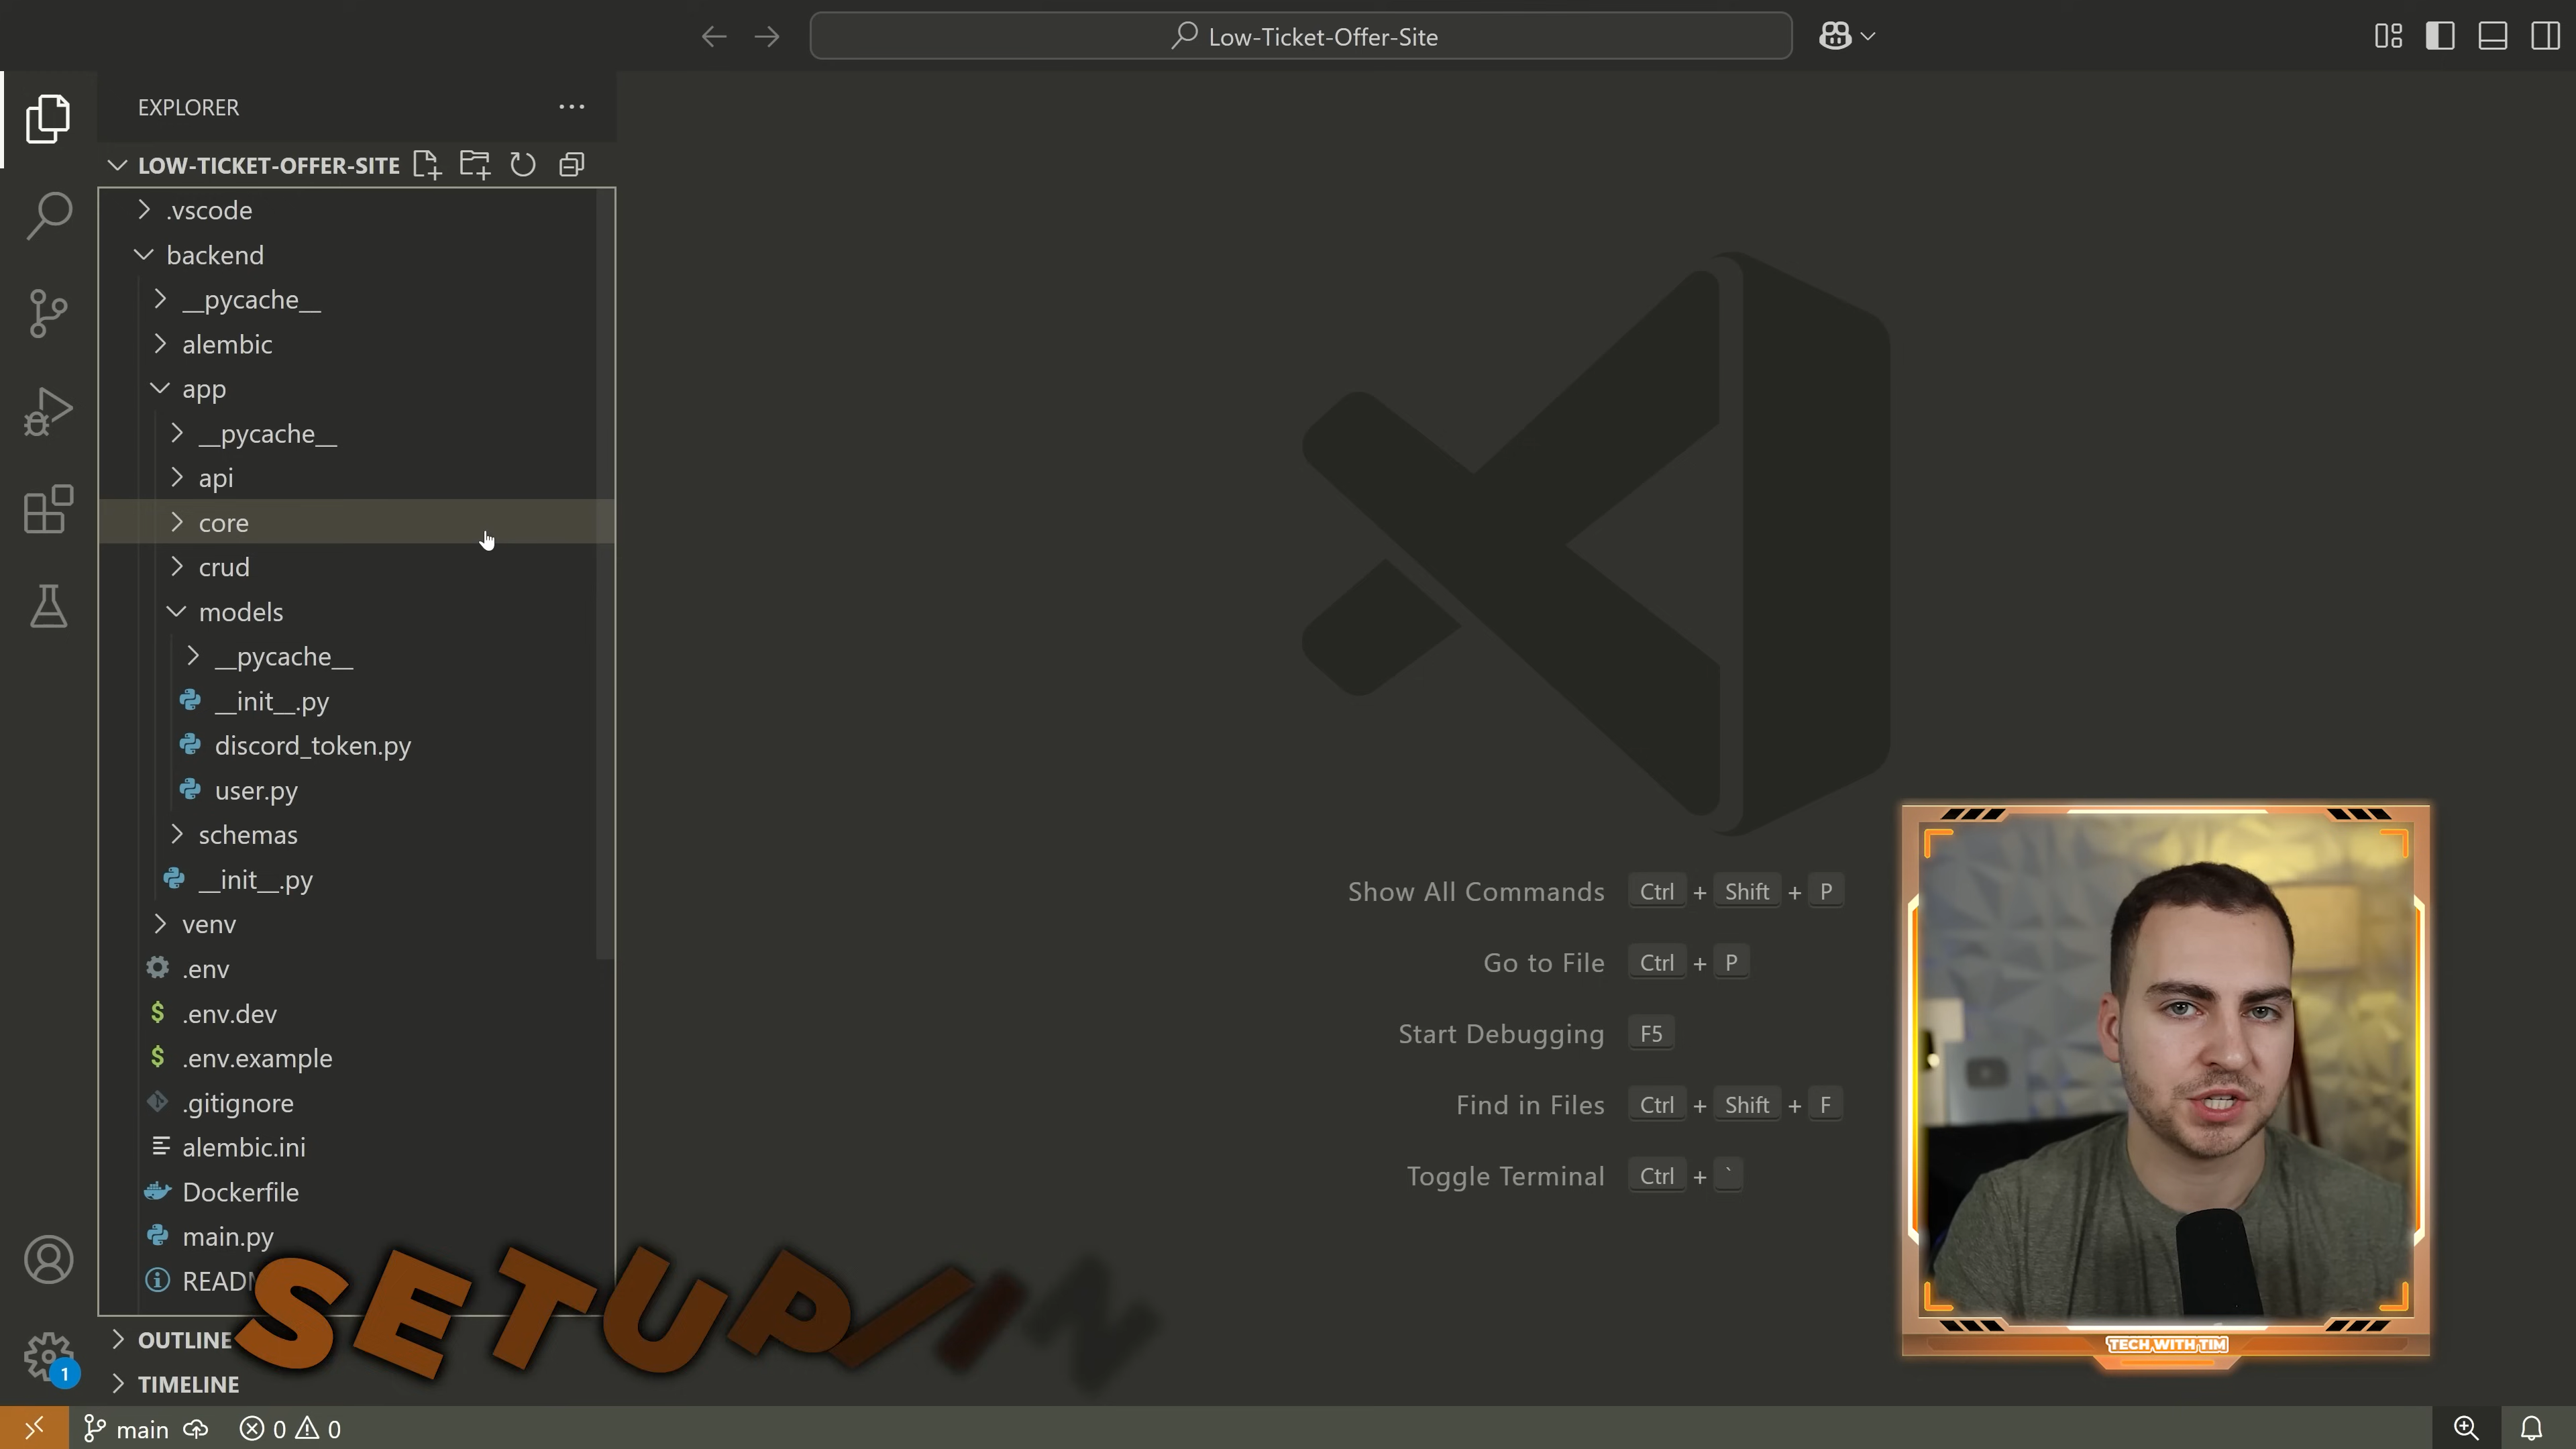 Low-Ticket-Offer-Site
EXPLORER
LOW-TICKET-OFFER-SITE
.vscode
backend
__pycache__
alembic
app
__pycache__
api
core
crud
models
__pycache__
__init__.py
discord_token.py
user.py
schemas
__init__.py
venv
.env
$ .env.dev
$ .env.example
.gitignore
alembic.ini
Dockerfile
main.py
READ
OUTLINE
TIMELINE
SETUP/IN
Show All Commands Ctrl + Shift + P
Go to File Ctrl + P
Start Debugging F5
Find in Files Ctrl + Shift + F
Toggle Terminal Ctrl + `
TECH WITH TIM
1
main 0 0